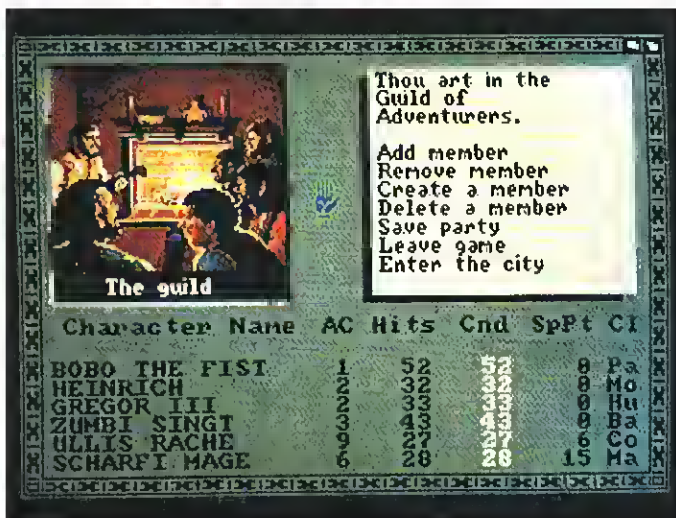 Thou art in the
Guild of
Adventurers.
Add member
Remove member
Create a member
Delete a member
Save party
Leave game
Enter the city
The guild
Character Name AC Hits Cnd SpPt Cl
BOBO THE FIST 1 52 52 0 Pa
HEINRICH 2 32 32 0 Mo
GREGOR III 2 33 33 0 Hu
ZUMBI SINGT 3 43 43 0 Ba
ULLIS RACHE 9 27 27 6 Co
SCHARFI MAGE 6 28 28 15 Ma